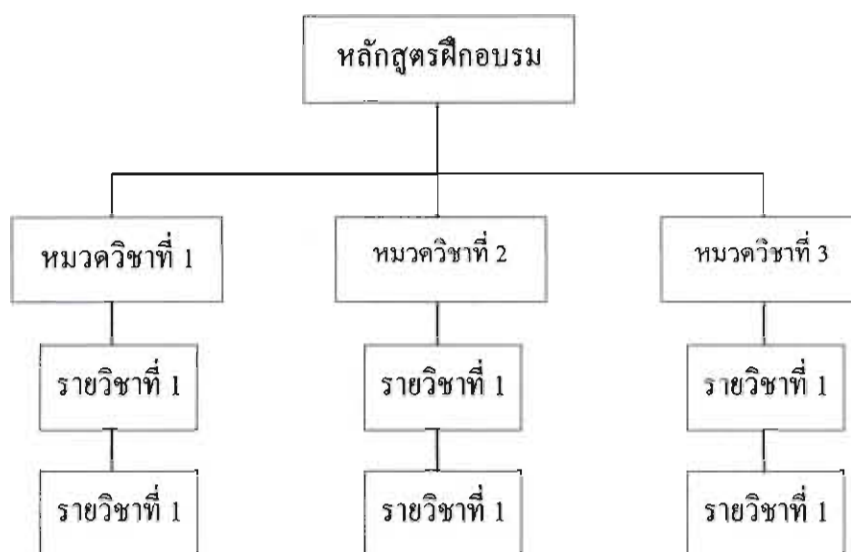 หลักสูตรฝึกอบรม
หมวดวิชาที่ 1
หมวดวิชาที่ 2
หมวดวิชาที่ 3
รายวิชาที่ 1
รายวิชาที่ 1
รายวิชาที่ 1
รายวิชาที่ 1
รายวิชาที่ 1
รายวิชาที่ 1